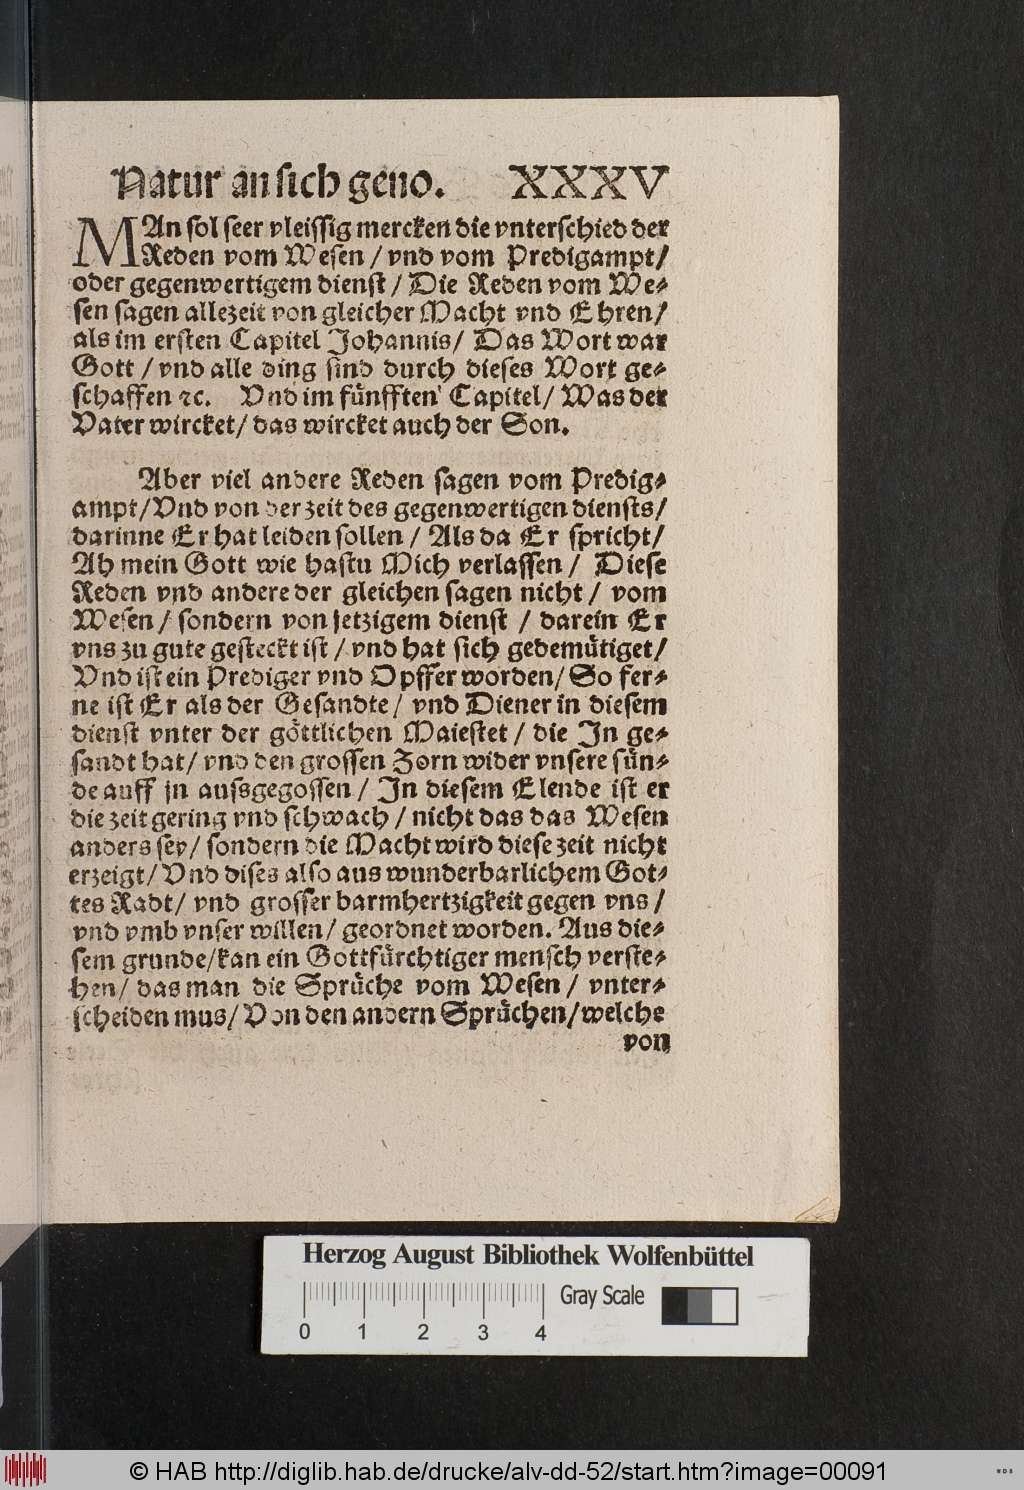 Natur an sich geno. XXXV
MAn sol seer vleissig mercken die vnterschied der
Reden vom Wesen / vnd vom Predigampt /
oder gegenwertigem dienst / Die Reden vom We⸗
sen sagen allezeit von gleicher Macht vnd Ehren /
als im ersten Capitel Johannis / Das Wort war
Gott / vnd alle ding sind durch dieses Wort ge⸗
schaffen ꝛc. Vnd im fünfften Capitel / Was der
Vater wircket / das wircket auch der Son.
Aber viel andere Reden sagen vom Predig⸗
ampt / Vnd von der zeit des gegenwertigen diensts /
darinne Er hat leiden sollen / Als da Er spricht /
Ah mein Gott wie hastu Mich verlassen / Diese
Reden vnd andere der gleichen sagen nicht / vom
Wesen / sondern von jetzigem dienst / darein Er
vns zu gute gesteckt ist / vnd hat sich gedemütiget /
Vnd ist ein Prediger vnd Opffer worden / So fer⸗
ne ist Er als der Gesandte / vnd Diener in diesem
dienst vnter der göttlichen Maiestet / die In ge⸗
sandt hat / vnd den grossen Zorn wider vnsere sün⸗
de auff jn aussgegossen / In diesem Elende ist er
die zeit gering vnd schwach / nicht das das Wesen
anders sey / sondern die Macht wird diese zeit nicht
erzeigt / Vnd dises also aus wunderbarlichem Got⸗
tes Radt / vnd grosser barmhertzigkeit gegen vns /
vnd vmb vnser willen / geordnet worden. Aus die⸗
sem grunde / kan ein Gottfürchtiger mensch verste⸗
hen / das man die Sprüche vom Wesen / vnter⸗
scheiden mus / Von den andern Sprüchen / welche
von
Herzog August Bibliothek Wolfenbüttel
Gray Scale
0 1 2 3 4
© HAB http://diglib.hab.de/drucke/alv-dd-52/start.htm?image=00091